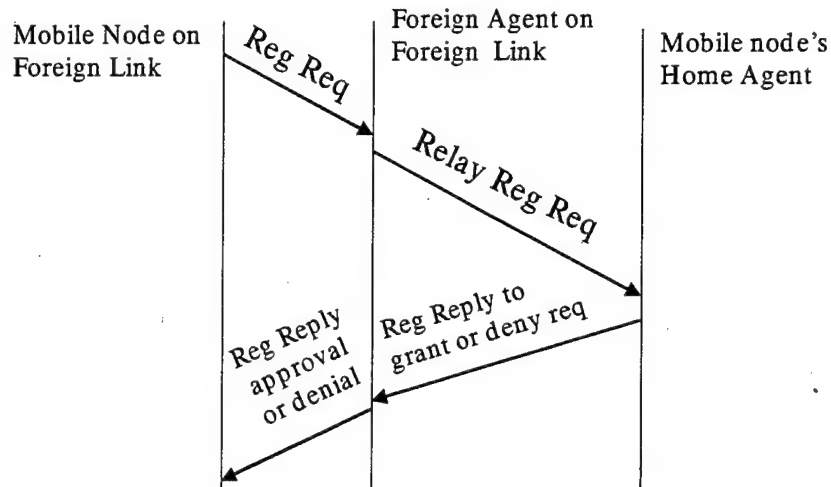 Mobile Node on
Foreign Link
Foreign Agent on
Foreign Link
Mobile node's
Home Agent
Reg Req
Relay Reg Req
Reg Reply to
grant or deny req
Reg Reply
approval
or denial